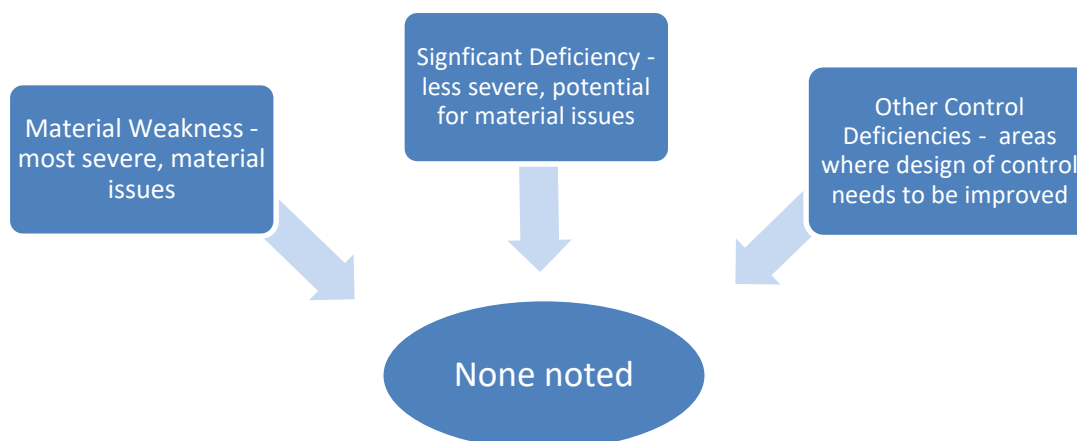 Material Weakness -
most severe, material
issues
Signficant Deficiency -
less severe, potential
for material issues
Other Control
Deficiencies - areas
where design of control
needs to be improved
None noted